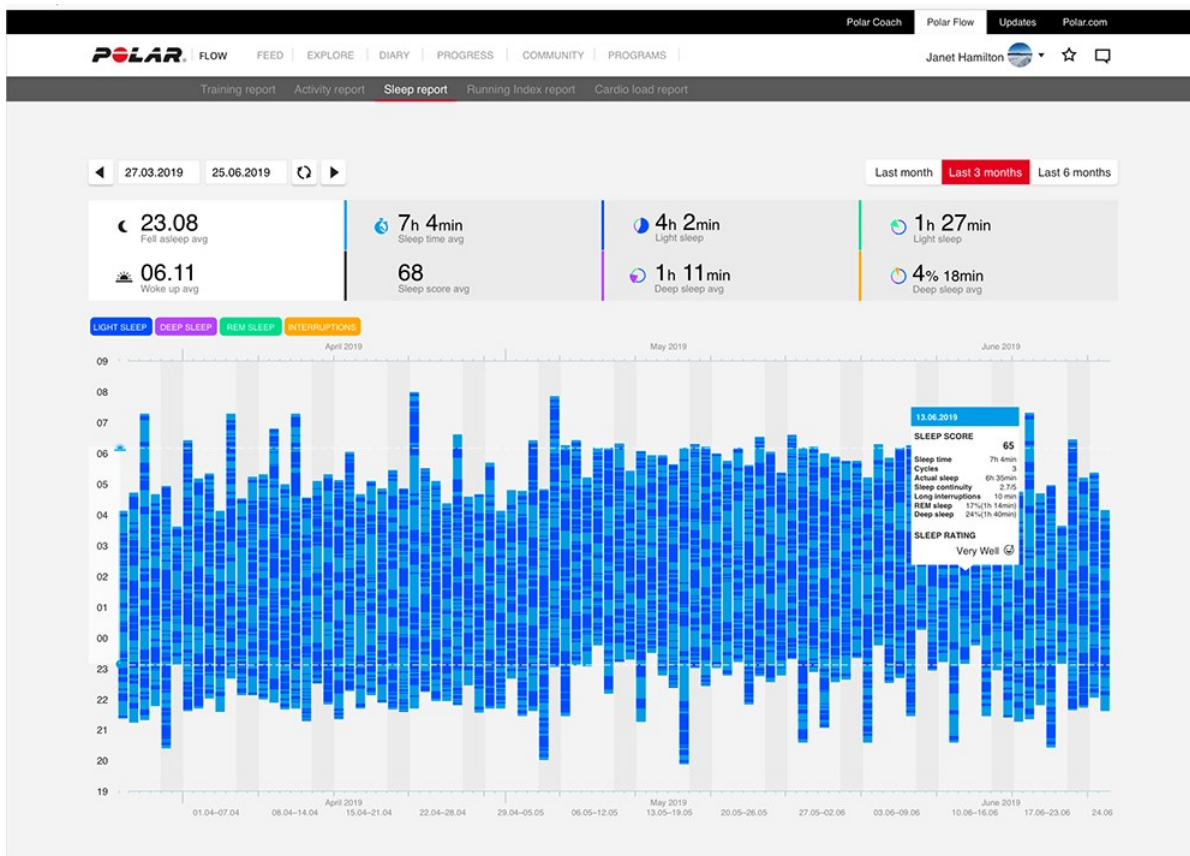 Polar Coach Polar Flow Updates Polar.com
POLAR. FLOW FEED EXPLORE DIARY PROGRESS COMMUNITY PROGRAMS Janet Hamilton
Training report Activity report Sleep report Running Index report Cardio load report
27.03.2019 25.06.2019 Last month Last 3 months Last 6 months
23.08 7h 4min 4h 2min 1h 27min
Fell asleep avg Sleep time avg Light sleep Light sleep
06.11 68 1h 11min 4% 18min
Woke up avg Sleep score avg Deep sleep avg Deep sleep avg
LIGHT SLEEP DEEP SLEEP REM SLEEP INTERRUPTIONS
April 2019 May 2019 June 2019
09
08
07
13.06.2019
SLEEP SCORE
65
06
Sleep time 7h 4min
Cycles 3
Actual sleep 6h 35min
05
Sleep continuity 2.7/5
Long interruptions 10 min
REM sleep 17%(1h 14min)
Deep sleep 24%(1h 40min)
04
SLEEP RATING
03
Very Well
02
01
00
23
22
21
20
19
April 2019 May 2019 June 2019
01.04–07.04 08.04–14.04 15.04–21.04 22.04–28.04 29.04–05.05 06.05–12.05 13.05–19.05 20.05–26.05 27.05–02.06 03.06–09.06 10.06–16.06 17.06–23.06 24.06